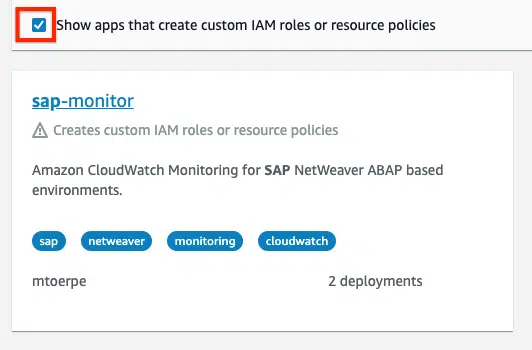 Show apps that create custom IAM roles or resource policies
sap-monitor
Creates custom IAM roles or resource policies
Amazon CloudWatch Monitoring for SAP NetWeaver ABAP based
environments.
sap netweaver monitoring cloudwatch
mtoerpe 2 deployments